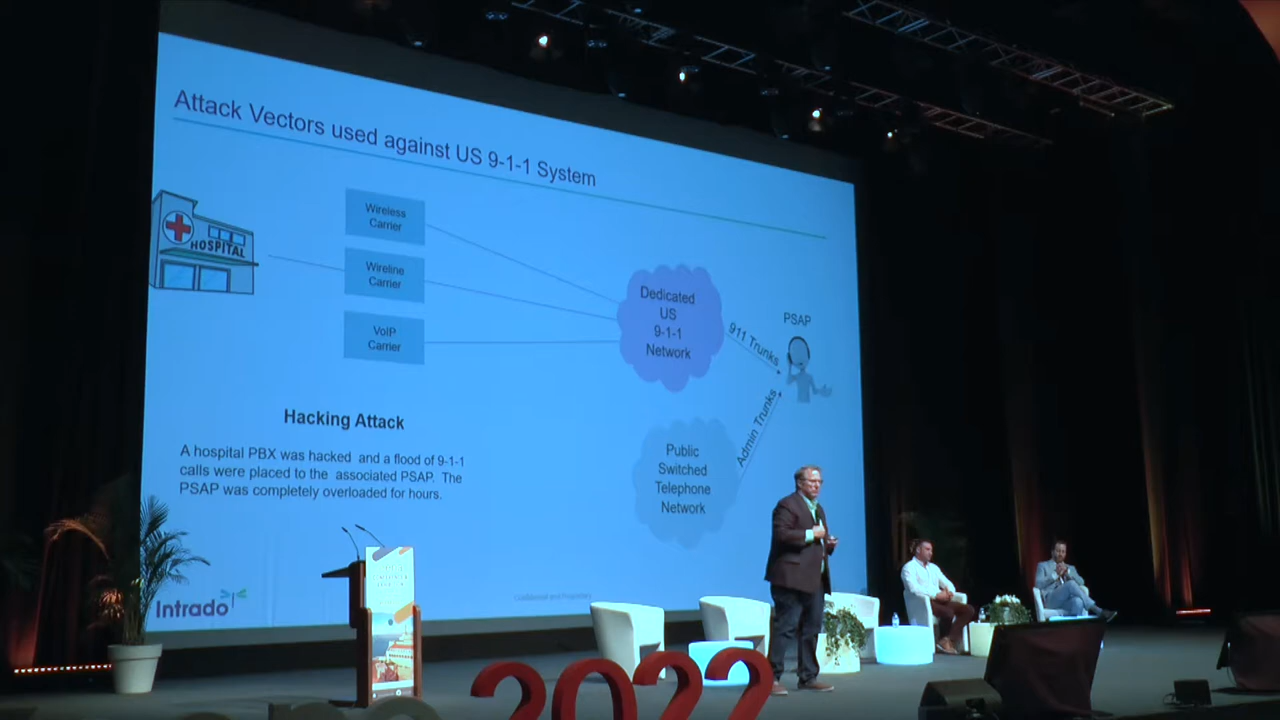 Attack Vectors used against US 9-1-1 System
HOSPITAL
Wireless
Carrier
Wireline
Carrier
VoIP
Carrier
Dedicated
US
9-1-1
Network
911 Trunks
PSAP
Admin Trunks
Public
Switched
Telephone
Network
Hacking Attack
A hospital PBX was hacked and a flood of 9-1-1
calls were placed to the associated PSAP. The
PSAP was completely overloaded for hours.
Intrado
Confidential and Proprietary
2022